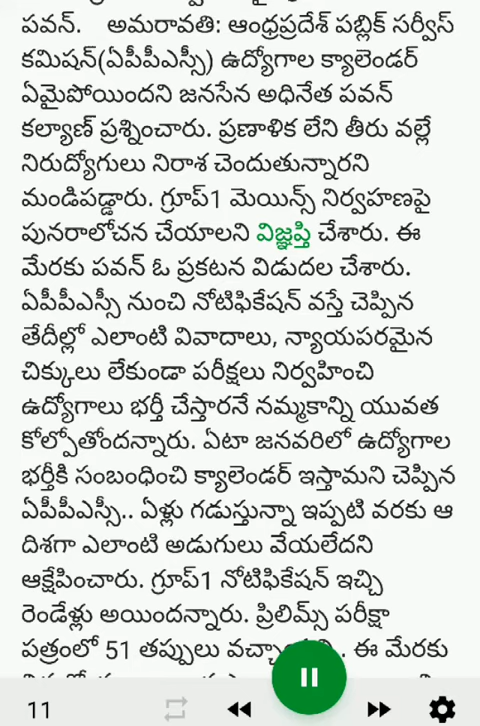 పవన్. అమరావతి: ఆంధ్రప్రదేశ్ పబ్లిక్ సర్వీస్
కమిషన్(ఏపీపీఎస్సీ) ఉద్యోగాల క్యాలెండర్
ఏమైపోయిందని జనసేన అధినేత పవన్
కల్యాణ్ ప్రశ్నించారు. ప్రణాళిక లేని తీరు వల్లే
నిరుద్యోగులు నిరాశ చెందుతున్నారని
మండిపడ్డారు. గ్రూప్1 మెయిన్స్ నిర్వహణపై
పునరాలోచన చేయాలని విజ్ఞప్తి చేశారు. ఈ
మేరకు పవన్ ఓ ప్రకటన విడుదల చేశారు.
ఏపీపీఎస్సీ నుంచి నోటిఫికేషన్ వస్తే చెప్పిన
తేదీల్లో ఎలాంటి వివాదాలు, న్యాయపరమైన
చిక్కులు లేకుండా పరీక్షలు నిర్వహించి
ఉద్యోగాలు భర్తీ చేస్తారనే నమ్మకాన్ని యువత
కోల్పోతోందన్నారు. ఏటా జనవరిలో ఉద్యోగాల
భర్తీకి సంబంధించి క్యాలెండర్ ఇస్తామని చెప్పిన
ఏపీపీఎస్సీ.. ఏళ్లు గడుస్తున్నా ఇప్పటి వరకు ఆ
దిశగా ఎలాంటి అడుగులు వేయలేదని
ఆక్షేపించారు. గ్రూప్1 నోటిఫికేషన్ ఇచ్చి
రెండేళ్లు అయిందన్నారు. ప్రిలిమ్స్ పరీక్షా
పత్రంలో 51 తప్పులు ఈ మేరకు
11